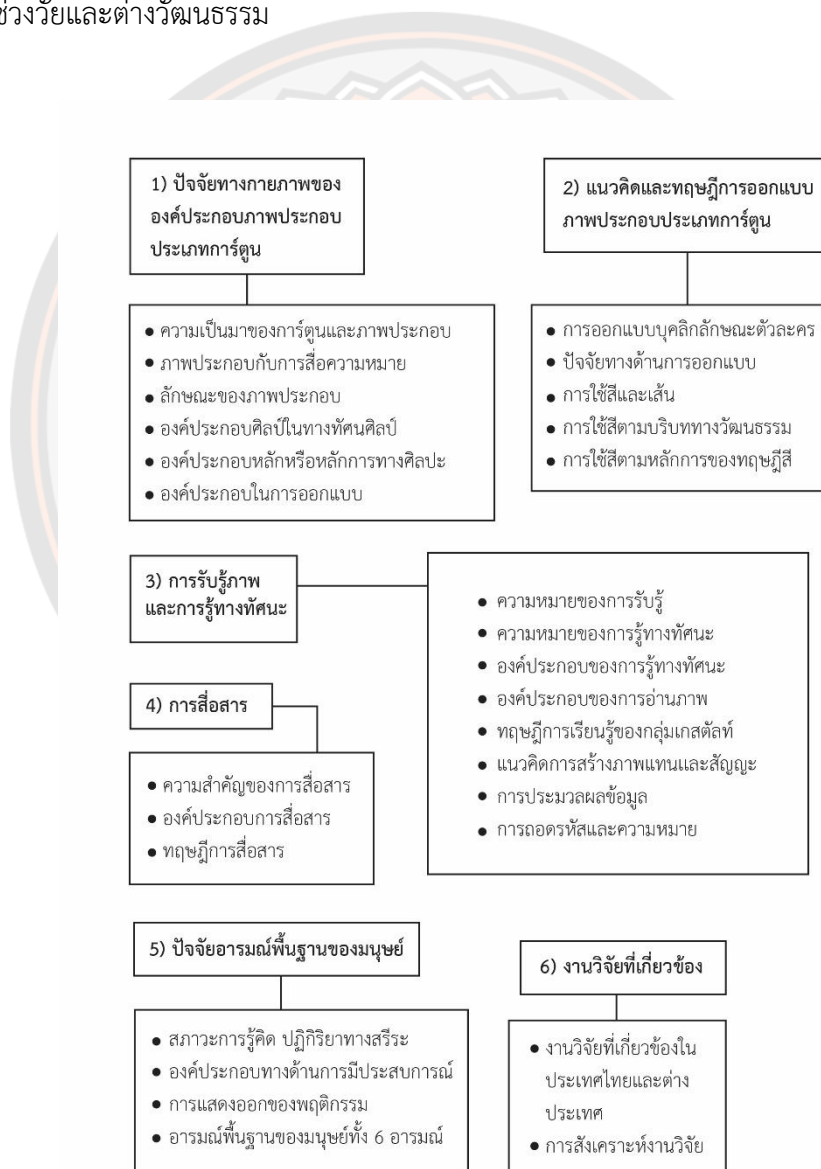 ช่วงวัยและต่างวัฒนธรรม
1) ปัจจัยทางกายภาพของ
องค์ประกอบภาพประกอบ
ประเภทการ์ตูน
● ความเป็นมาของการ์ตูนและภาพประกอบ
● ภาพประกอบกับการสื่อความหมาย
● ลักษณะของภาพประกอบ
● องค์ประกอบศิลป์ในทางทัศนศิลป์
● องค์ประกอบหลักหรือหลักการทางศิลปะ
● องค์ประกอบในการออกแบบ
2) แนวคิดและทฤษฎีการออกแบบ
ภาพประกอบประเภทการ์ตูน
● การออกแบบบุคลิกลักษณะตัวละคร
● ปัจจัยทางด้านการออกแบบ
● การใช้สีและเส้น
● การใช้สีตามบริบททางวัฒนธรรม
● การใช้สีตามหลักการของทฤษฎีสี
3) การรับรู้ภาพ
และการรู้ทางทัศนะ
● ความหมายของการรับรู้
● ความหมายของการรู้ทางทัศนะ
● องค์ประกอบของการรู้ทางทัศนะ
● องค์ประกอบของการอ่านภาพ
● ทฤษฎีการเรียนรู้ของกลุ่มเกสตัลท์
● แนวคิดการสร้างภาพแทนและสัญญะ
● การประมวลผลข้อมูล
● การถอดรหัสและความหมาย
4) การสื่อสาร
● ความสำคัญของการสื่อสาร
● องค์ประกอบการสื่อสาร
● ทฤษฎีการสื่อสาร
5) ปัจจัยอารมณ์พื้นฐานของมนุษย์
● สภาวะการรู้คิด ปฏิกิริยาทางสรีระ
● องค์ประกอบทางด้านการมีประสบการณ์
● การแสดงออกของพฤติกรรม
● อารมณ์พื้นฐานของมนุษย์ทั้ง 6 อารมณ์
6) งานวิจัยที่เกี่ยวข้อง
● งานวิจัยที่เกี่ยวข้องใน
ประเทศไทยและต่าง
ประเทศ
● การสังเคราะห์งานวิจัย